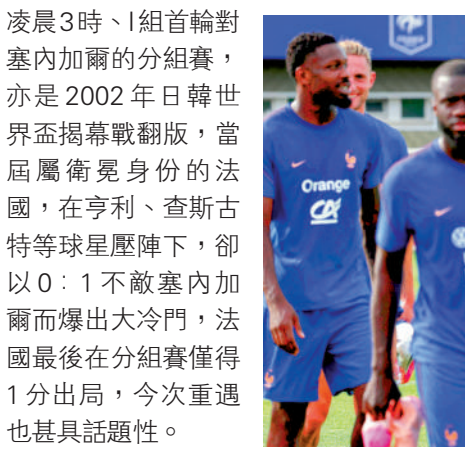 凌晨3時、I組首輪對
塞內加爾的分組賽，
亦是2002年日韓世
界盃揭幕戰翻版，當
屆屬衛冕身份的法
國，在亨利、查斯古
特等球星壓陣下，卻
以0：1不敵塞內加
爾而爆出大冷門，法
國最後在分組賽僅得
1分出局，今次重遇
也甚具話題性。
Orange
CA